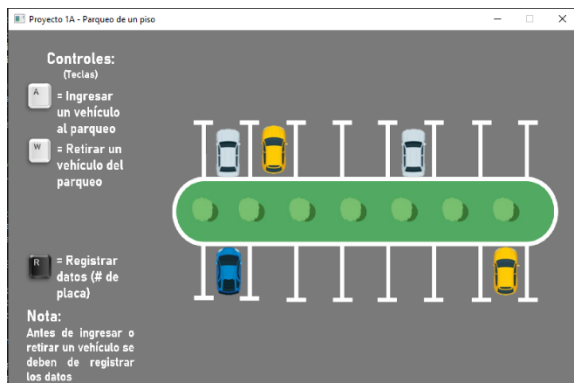 Proyecto 1A - Parqueo de un piso
Controles:
(Teclas)
A
= Ingresar
un vehículo
al parqueo
W
= Retirar un
vehículo del
parqueo
R
= Registrar
datos (# de
placa)
Nota:
Antes de ingresar o
retirar un vehículo se
deben de registrar
los datos